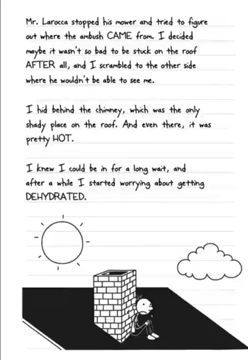 Mr. Larocca stopped his mower and tried to figure
out where the ambush CAME from. I decided
maybe it wasn't so bad to be stuck on the roof
AFTER all, and I scrambled to the other side
where he wouldn't be able to see me.
I hid behind the chimney, which was the only
shady place on the roof. And even there, it was
pretty HOT.
I knew I could be in for a long wait, and
after a while I started worrying about getting
DEHYDRATED.